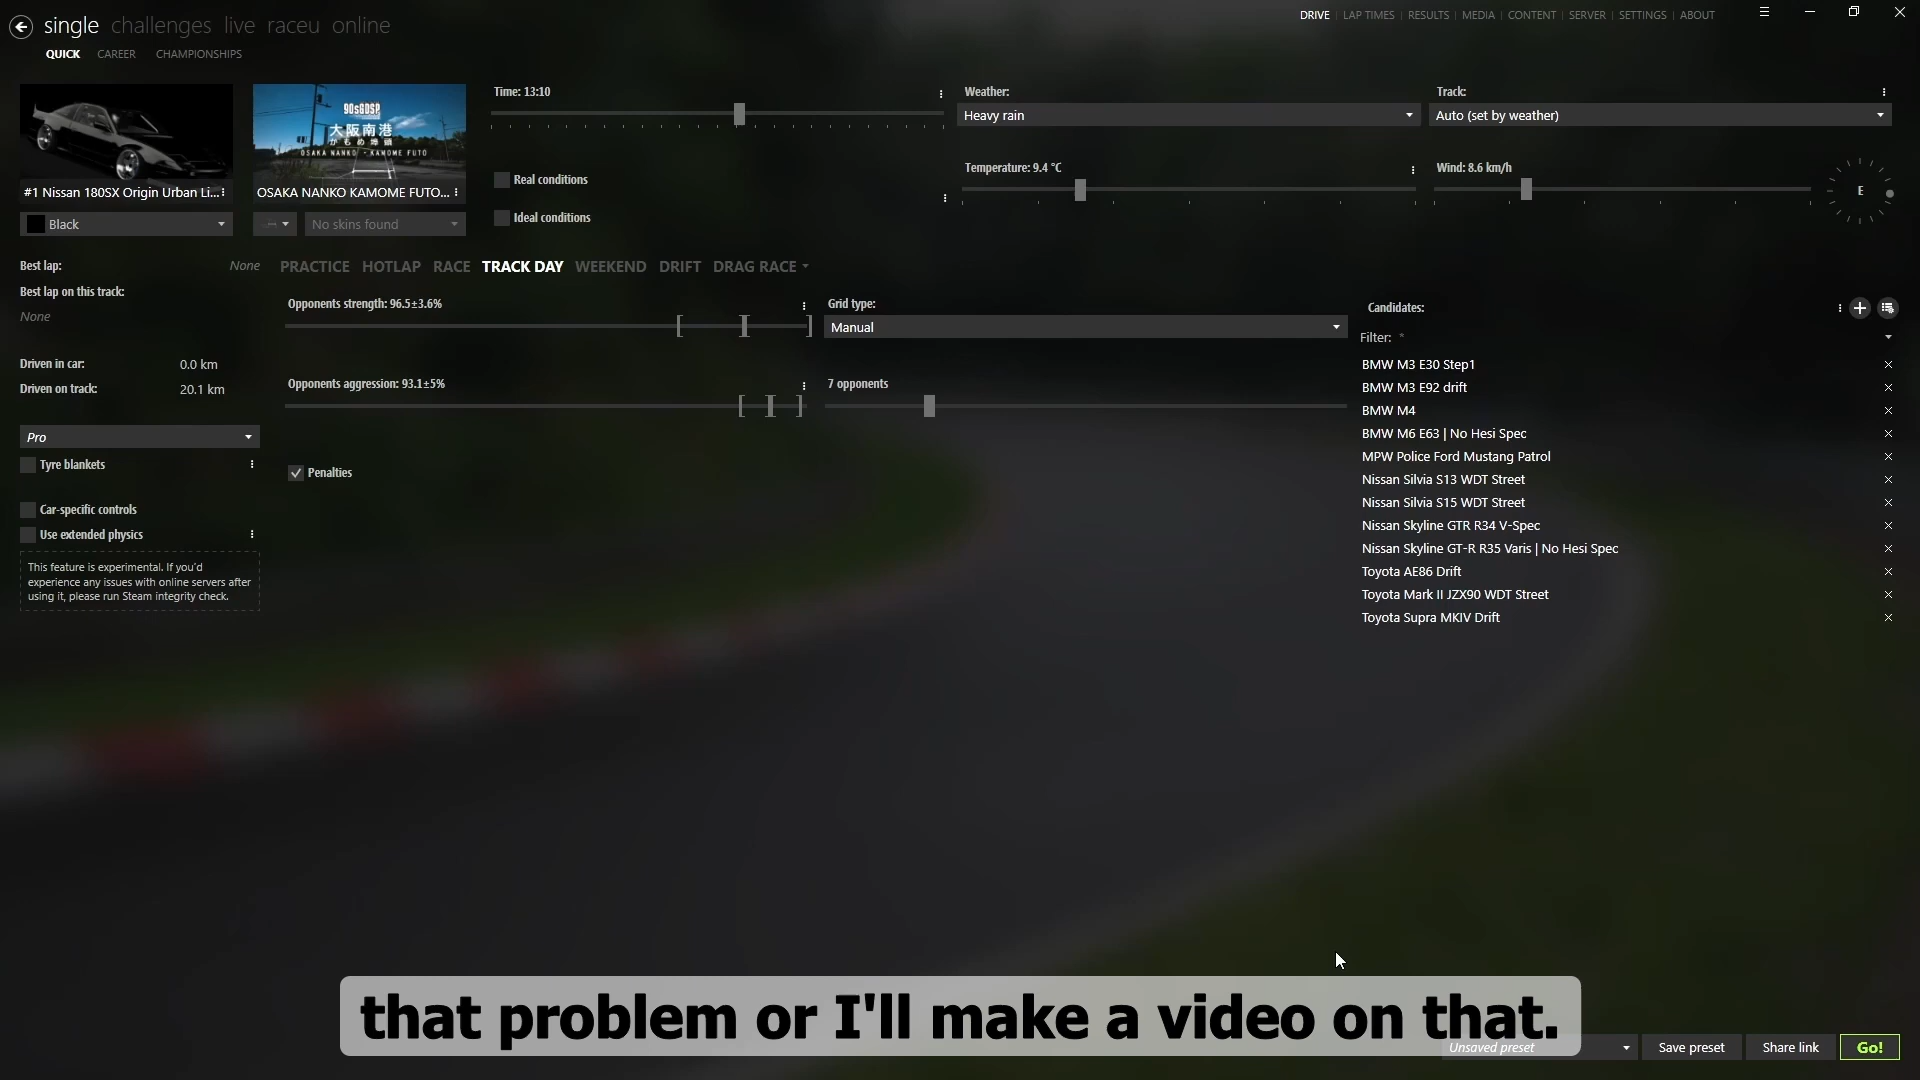 single challenges live raceu online
DRIVE LAP TIMES RESULTS MEDIA CONTENT SERVER SETTINGS ABOUT
QUICK CAREER CHAMPIONSHIPS
90sGDSP
大阪南港
かもめ埠頭
OSAKA NANKO - KAMOME FUTO
#1 Nissan 180SX Origin Urban Li...
OSAKA NANKO KAMOME FUTO...
Black
No skins found
Time: 13:10
Real conditions
Ideal conditions
Weather:
Heavy rain
Track:
Auto (set by weather)
Temperature: 9.4 °C
Wind: 8.6 km/h
E
Best lap: None
Best lap on this track:
None
Driven in car: 0.0 km
Driven on track: 20.1 km
Pro
Tyre blankets
Car-specific controls
Use extended physics
This feature is experimental. If you'd
experience any issues with online servers after
using it, please run Steam integrity check.
PRACTICE HOTLAP RACE TRACK DAY WEEKEND DRIFT DRAG RACE
Opponents strength: 96.5±3.6%
Opponents aggression: 93.1±5%
Penalties
Grid type:
Manual
7 opponents
Candidates:
Filter: *
BMW M3 E30 Step1
BMW M3 E92 drift
BMW M4
BMW M6 E63 | No Hesi Spec
MPW Police Ford Mustang Patrol
Nissan Silvia S13 WDT Street
Nissan Silvia S15 WDT Street
Nissan Skyline GTR R34 V-Spec
Nissan Skyline GT-R R35 Varis | No Hesi Spec
Toyota AE86 Drift
Toyota Mark II JZX90 WDT Street
Toyota Supra MKIV Drift
that problem or I'll make a video on that.
Unsaved preset
Save preset
Share link
Go!